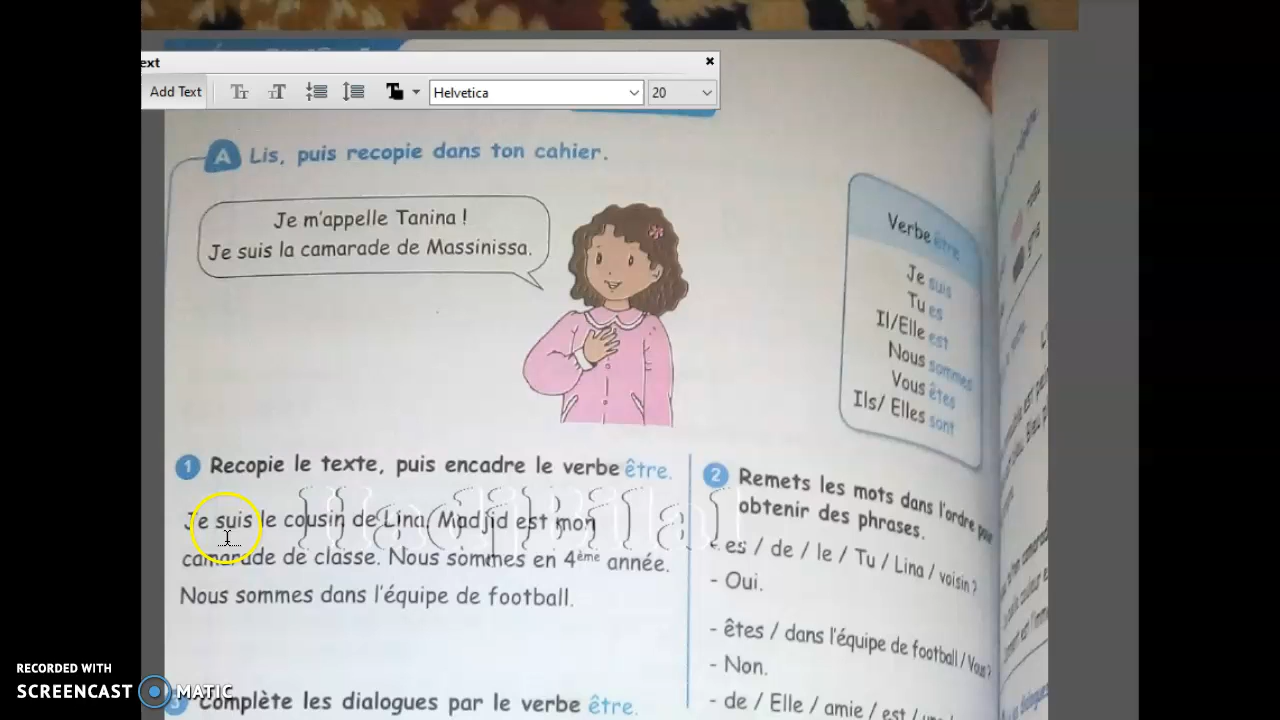 ext
Add Text
Helvetica
20
A Lis, puis recopie dans ton cahier.
Je m'appelle Tanina !
Je suis la camarade de Massinissa.
Verbe être
Je suis
Tu es
Il/Elle est
Nous sommes
Vous êtes
Ils/ Elles sont
1 Recopie le texte, puis encadre le verbe être.
Je suis le cousin de Lina. Madjid est mon
camarade de classe. Nous sommes en 4ème année.
Nous sommes dans l'équipe de football.
Hadj Bilal
2 Remets les mots dans l'ordre pour
obtenir des phrases.
- es / de / le / Tu / Lina / voisin ?
- Oui.
- êtes / dans l'équipe de football / Vous ?
- Non.
- de / Elle / amie / est /
3 Complète les dialogues par le verbe être.
RECORDED WITH
SCREENCAST MATIC